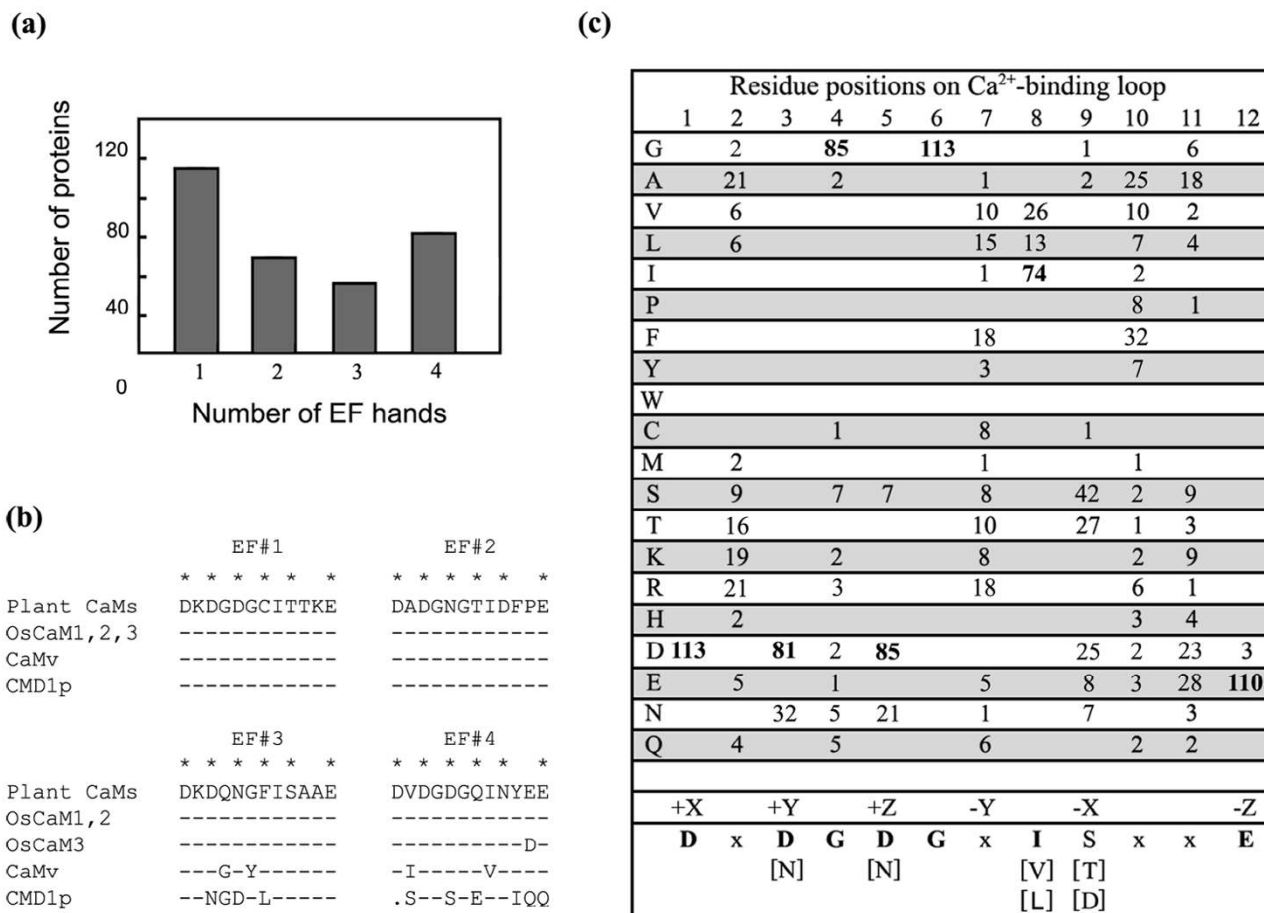 (a)
Number of proteins
120
80
40
0
1 2 3 4
Number of EF hands
(b)
EF#1 EF#2
* * * * * * * * * * * *
Plant CaMs DKDGDGCITTKE DADGNGTIDFPE
OsCaM1,2,3 ------------ ------------
CaMv ------------ ------------
CMD1p ------------ ------------
EF#3 EF#4
* * * * * * * * * * * *
Plant CaMs DKDQNGFISAAE DVDGDGQINYEE
OsCaM1,2 ------------ ------------
OsCaM3 ------------ ----------D-
CaMv ---G-Y------ -I-----V----
CMD1p --NGD-L----- .S--S-E--IQQ
(c)
Residue positions on Ca²⁺-binding loop
1 2 3 4 5 6 7 8 9 10 11 12
G 2 85 113 1 6
A 21 2 1 2 25 18
V 6 10 26 10 2
L 6 15 13 7 4
I 1 74 2
P 8 1
F 18 32
Y 3 7
W
C 1 8 1
M 2 1 1
S 9 7 7 8 42 2 9
T 16 10 27 1 3
K 19 2 8 2 9
R 21 3 18 6 1
H 2 3 4
D 113 81 2 85 25 2 23 3
E 5 1 5 8 3 28 110
N 32 5 21 1 7 3
Q 4 5 6 2 2
+X +Y +Z -Y -X -Z
D x D G D G x I S x x E
[N] [N] [V] [T]
[L] [D]